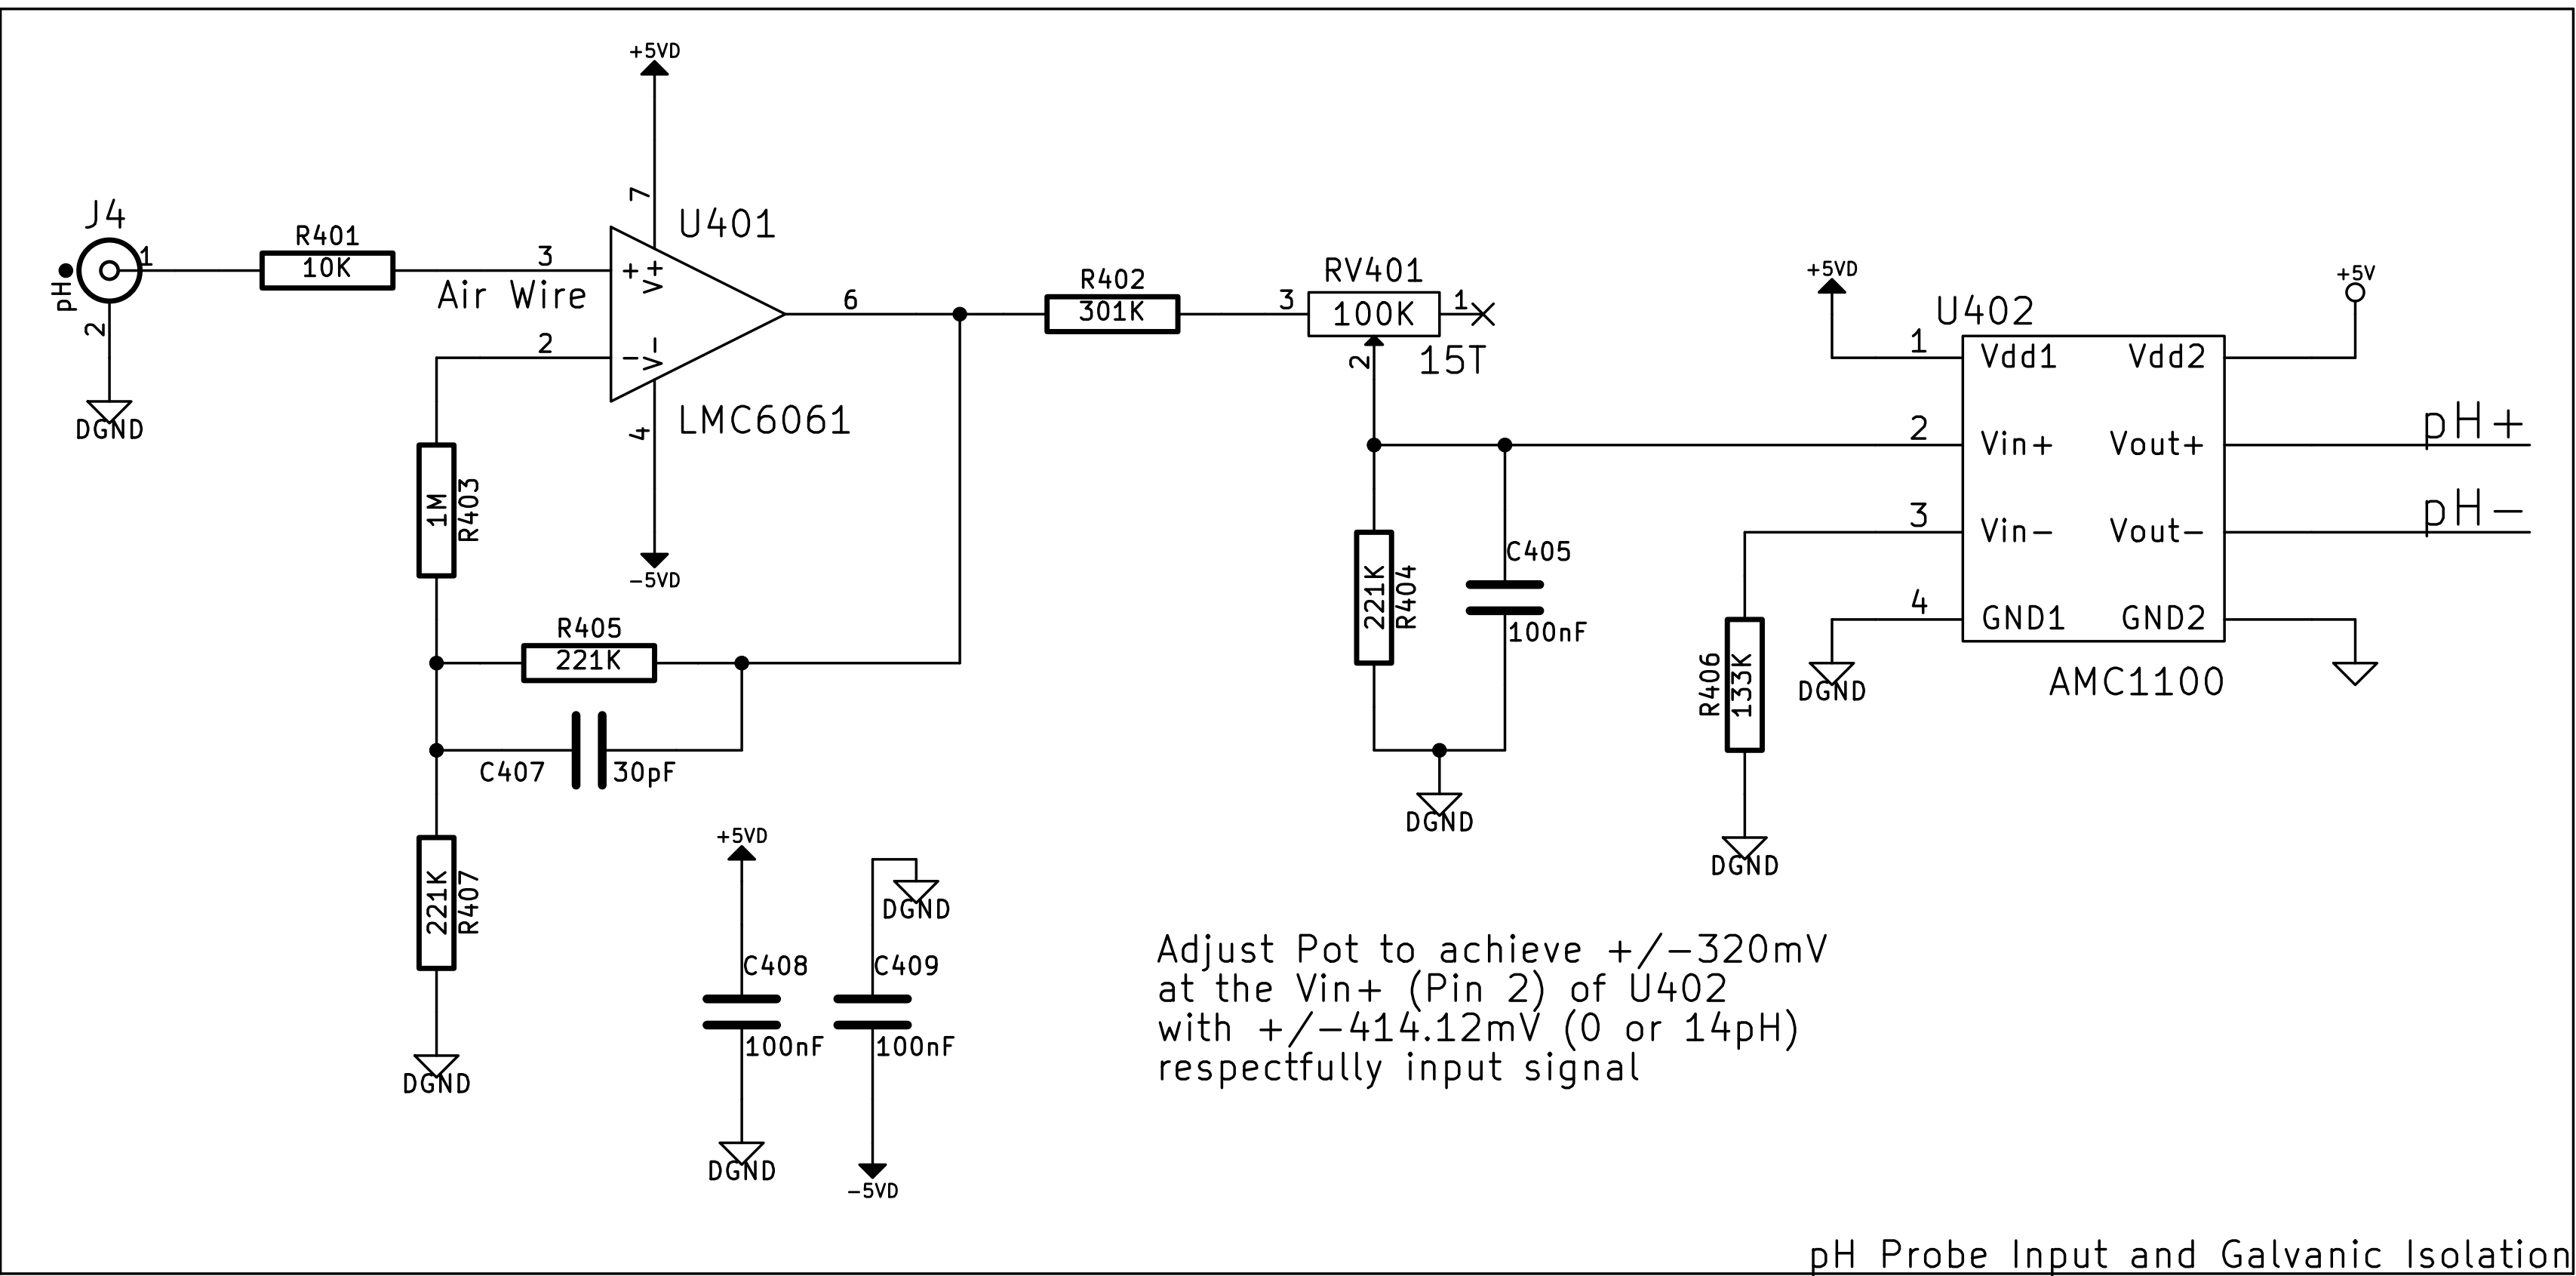 +5VD
7
U401
J4
1
R401
10K
3
+
V+
Air Wire
pH
2
DGND
2
-
V-
6
LMC6061
4
-5VD
R402
301K
3
RV401
100K
1
15T
2
+5VD
+5V
U402
1
Vdd1
Vdd2
2
Vin+
Vout+
pH+
3
Vin-
Vout-
pH-
4
GND1
GND2
AMC1100
DGND
1M
R403
R405
221K
C407
30pF
221K
R404
C405
100nF
DGND
R406
133K
DGND
221K
R407
DGND
+5VD
C408
100nF
DGND
DGND
C409
100nF
-5VD
Adjust Pot to achieve +/-320mV
at the Vin+ (Pin 2) of U402
with +/-414.12mV (0 or 14pH)
respectfully input signal
pH Probe Input and Galvanic Isolation